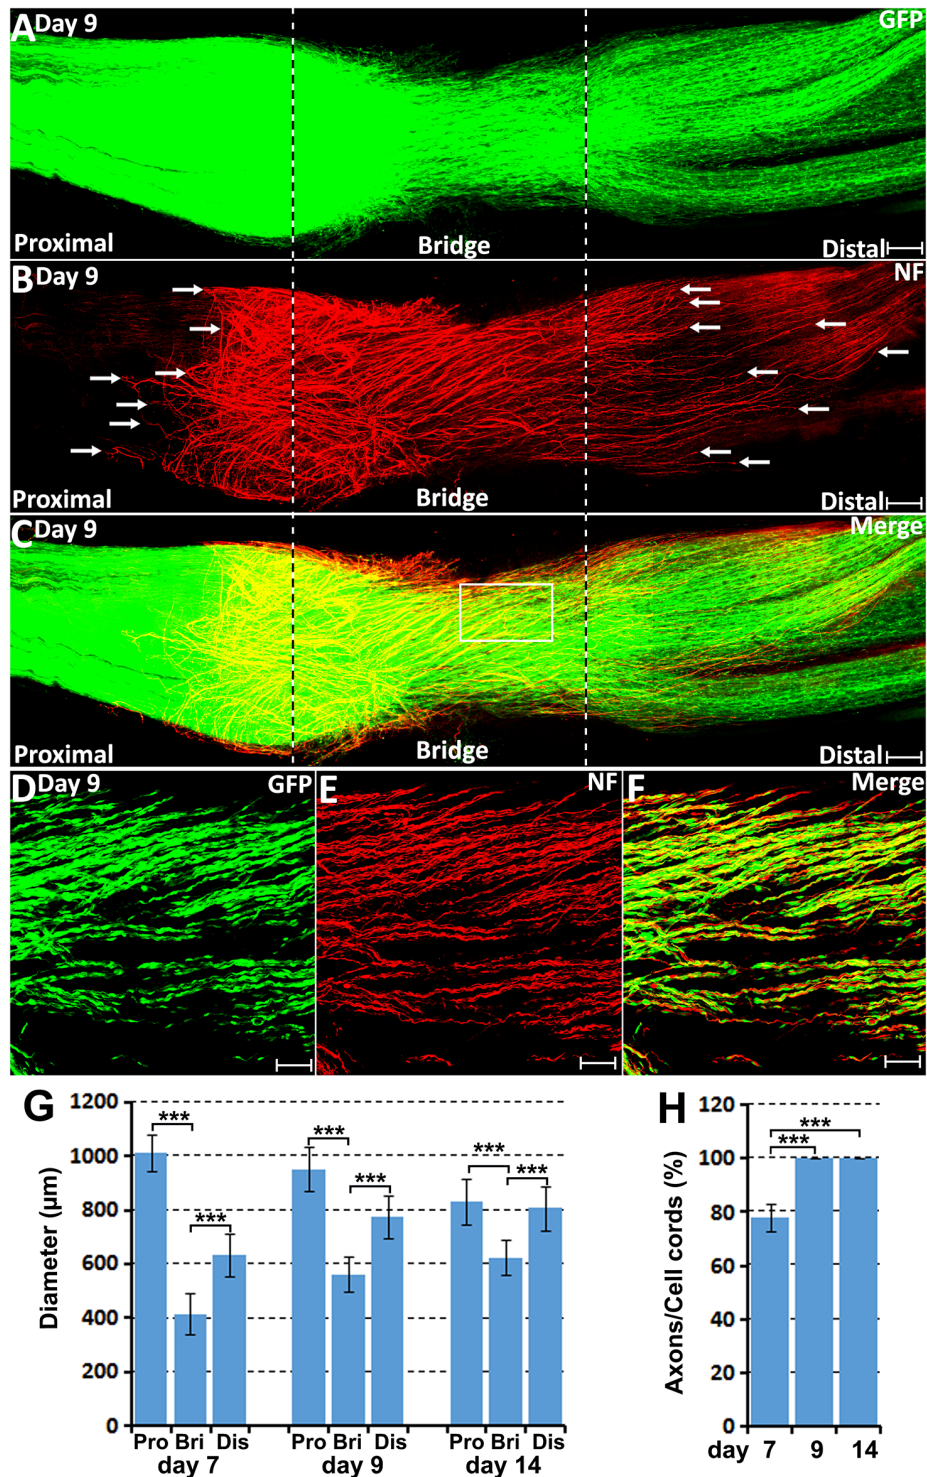 A Day 9 GFP
Proximal Bridge Distal
B Day 9 NF
Proximal Bridge Distal
C Day 9 Merge
Proximal Bridge Distal
D Day 9 GFP E NF F Merge
G
Diameter (µm)
1200
1000
800
600
400
200
0
*** *** *** *** *** ***
Pro Bri Dis Pro Bri Dis Pro Bri Dis
day 7 day 9 day 14
H
Axons/Cell cords (%)
120
100
80
60
40
20
0
***
***
day 7 9 14